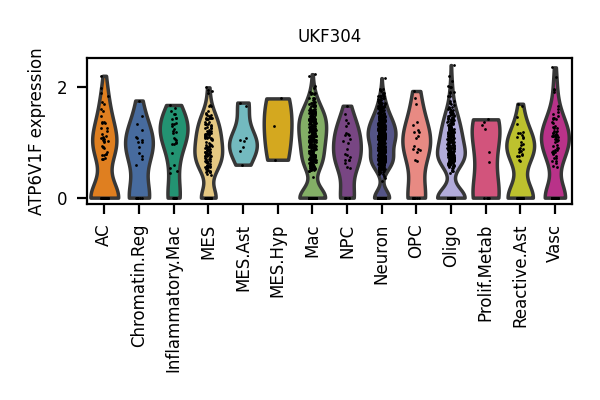 UKF304
ATP6V1F expression
2
0
AC
Chromatin.Reg
Inflammatory.Mac
MES
MES.Ast
MES.Hyp
Mac
NPC
Neuron
OPC
Oligo
Prolif.Metab
Reactive.Ast
Vasc